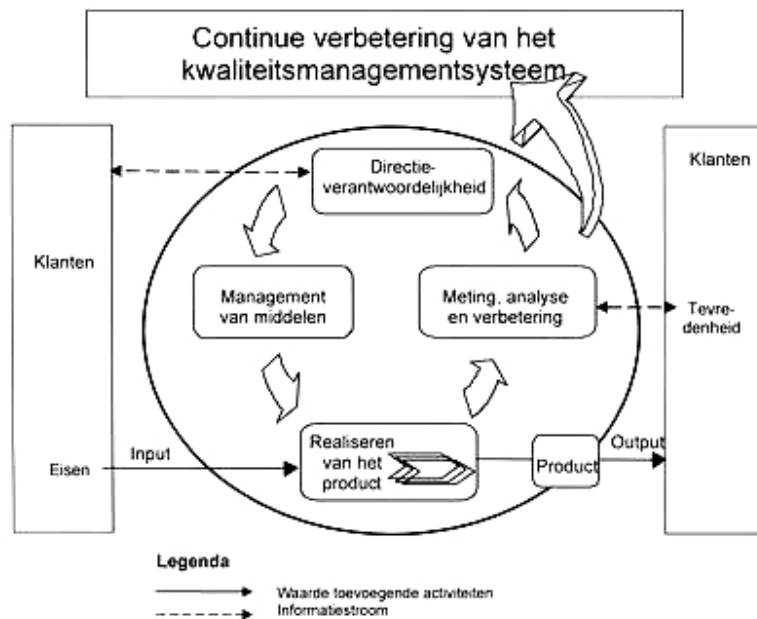 Continue verbetering van het
kwaliteitsmanagementsysteem
Klanten
Eisen
Directie-
verantwoordelijkheid
Management
van middelen
Meting, analyse
en verbetering
Realiseren
van het
product
Input
Product
Output
Klanten
Tevre-
denheid
Legenda
Waarde toevoegende activiteiten
Informatiestroom